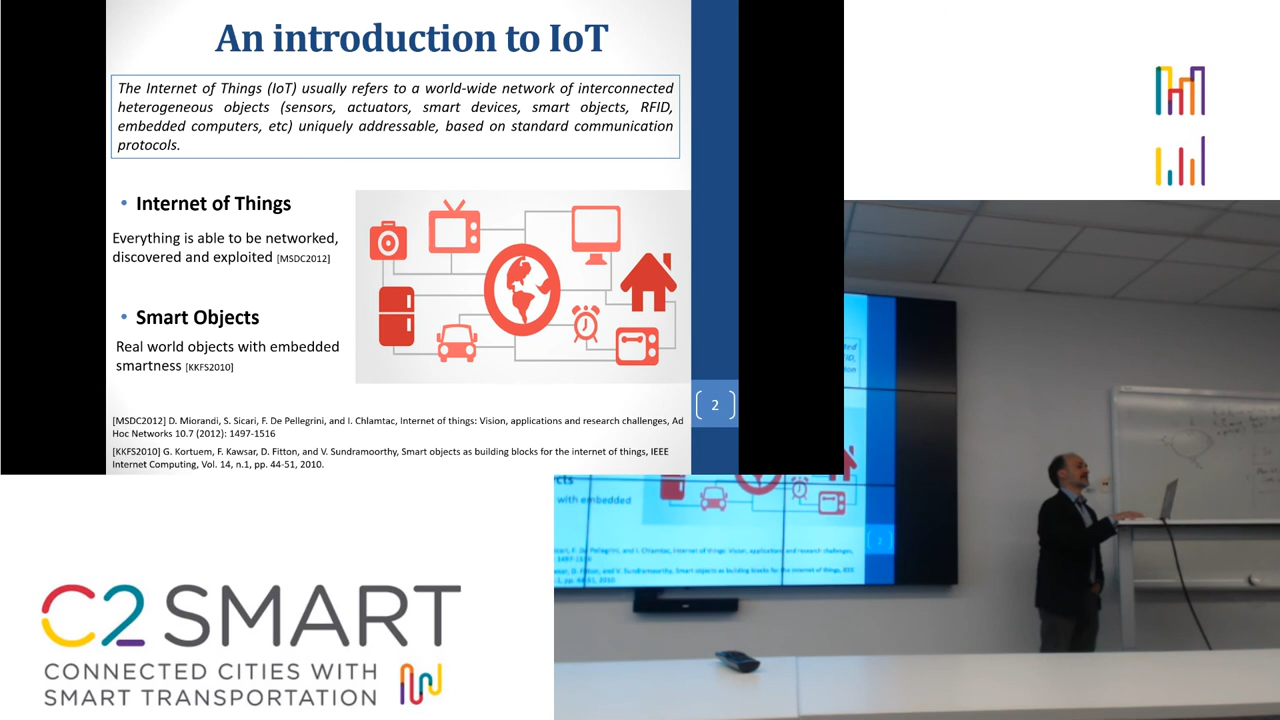 An introduction to IoT
The Internet of Things (IoT) usually refers to a world-wide network of interconnected
heterogeneous objects (sensors, actuators, smart devices, smart objects, RFID,
embedded computers, etc) uniquely addressable, based on standard communication
protocols.
• Internet of Things
Everything is able to be networked,
discovered and exploited [MSDC2012]
• Smart Objects
Real world objects with embedded
smartness [KKFS2010]
2
[MSDC2012] D. Miorandi, S. Sicari, F. De Pellegrini, and I. Chlamtac, Internet of things: Vision, applications and research challenges, Ad
Hoc Networks 10.7 (2012): 1497-1516
[KKFS2010] G. Kortuem, F. Kawsar, D. Fitton, and V. Sundramoorthy, Smart objects as building blocks for the internet of things, IEEE
Internet Computing, Vol. 14, n.1, pp. 44-51, 2010.
with embedded
2
C2SMART
CONNECTED CITIES WITH
SMART TRANSPORTATION